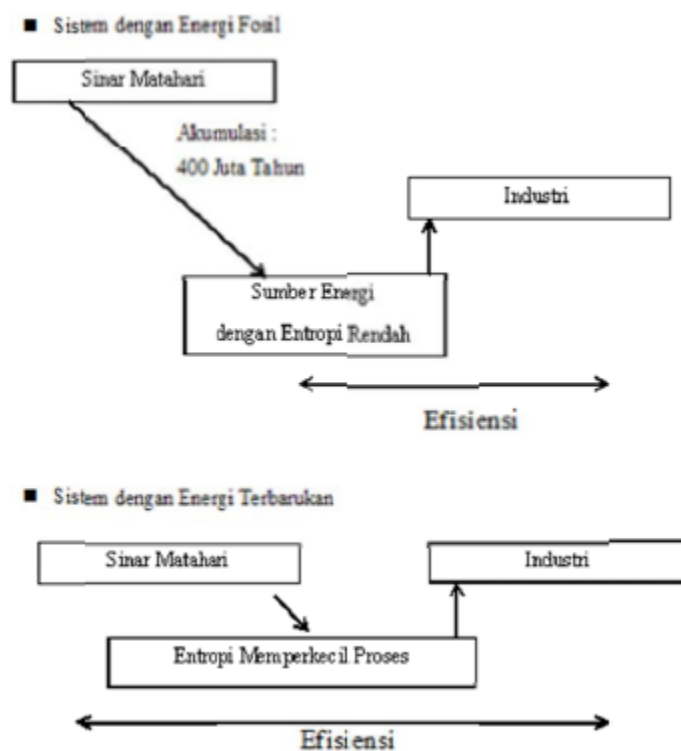 ■ Sistem dengan Energi Fosil
Sinar Matahari
Akumulasi :
400 Juta Tahun
Industri
Sumber Energi
dengan Entropi Rendah
Efisiensi
■ Sistem dengan Energi Terbarukan
Sinar Matahari
Industri
Entropi Memperkecil Proses
Efisiensi